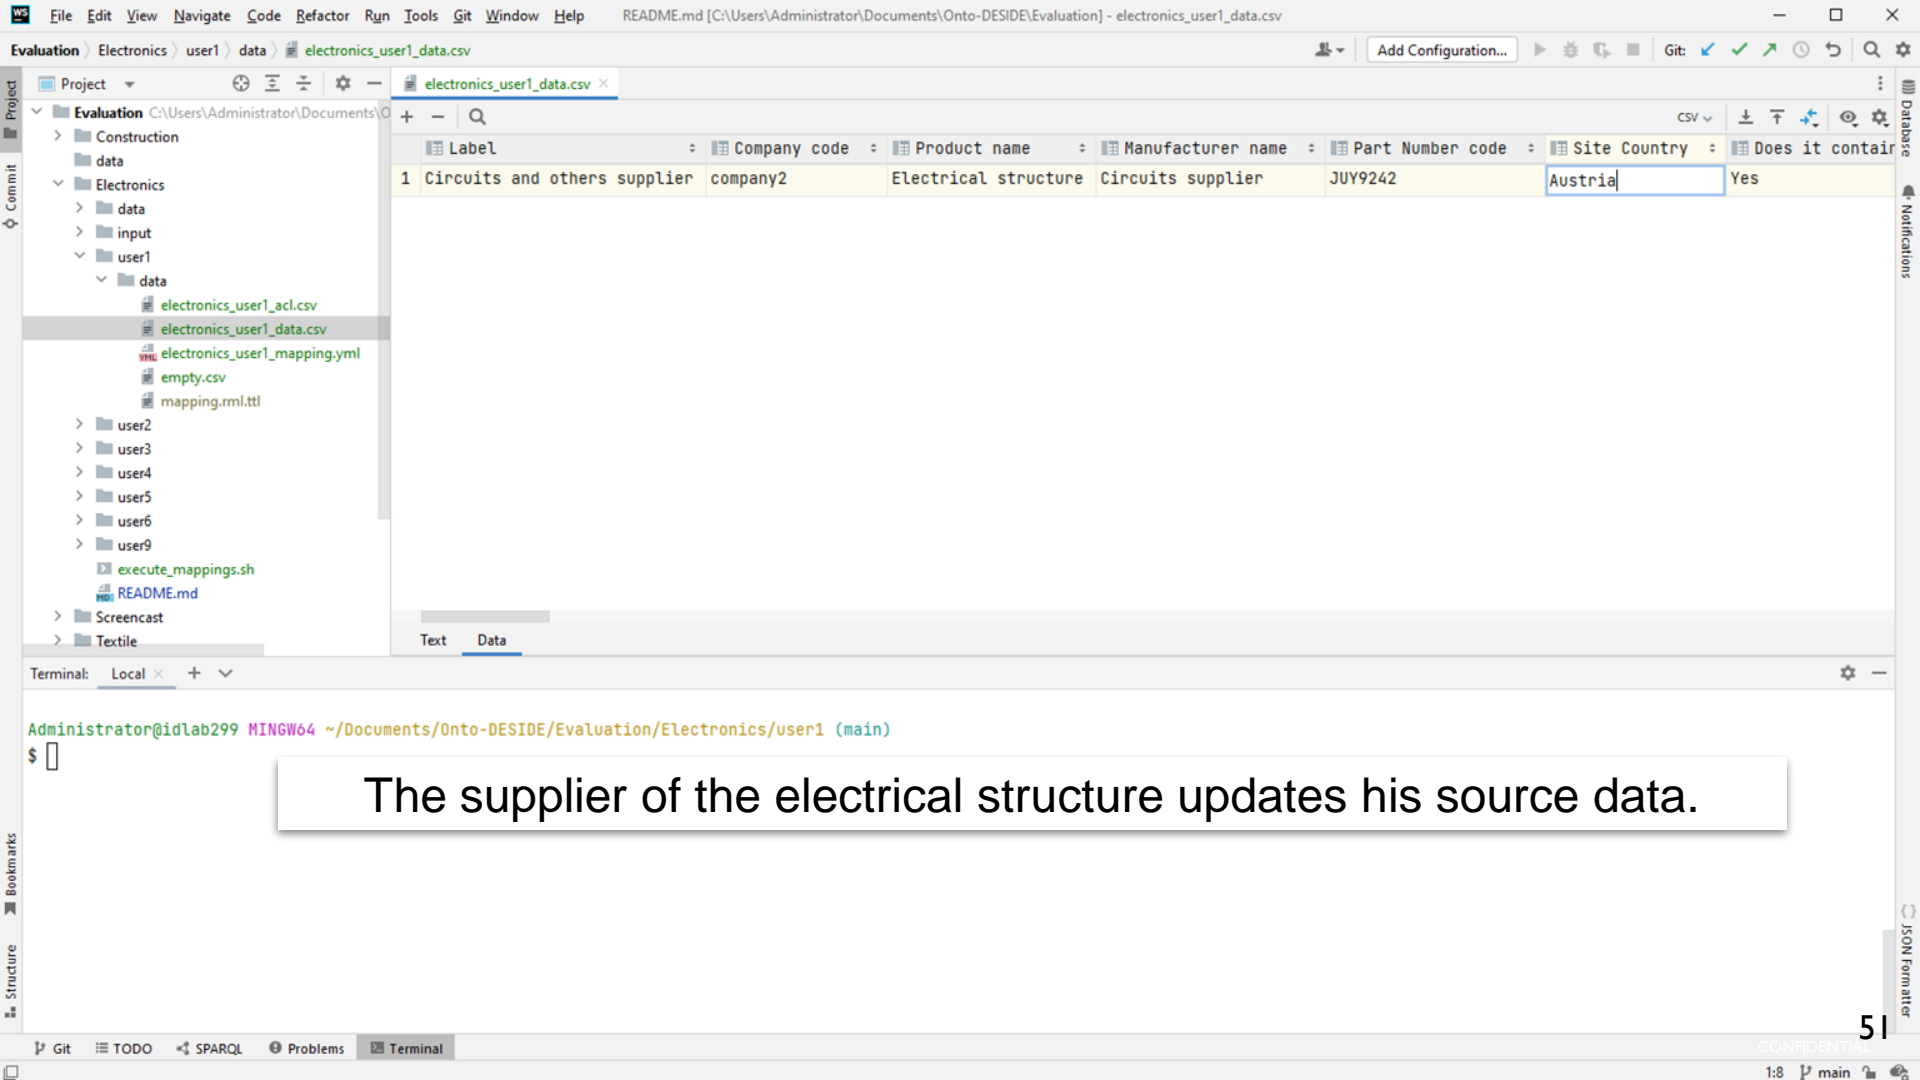 WS File Edit View Navigate Code Refactor Run Tools Git Window Help README.md [C:\Users\Administrator\Documents\Onto-DESIDE\Evaluation] - electronics_user1_data.csv
Evaluation Electronics user1 data electronics_user1_data.csv Add Configuration... Git:
Project
Project
electronics_user1_data.csv
Evaluation C:\Users\Administrator\Documents\O
Construction
data
Electronics
data
input
user1
data
electronics_user1_acl.csv
electronics_user1_data.csv
YML electronics_user1_mapping.yml
empty.csv
mapping.rml.ttl
user2
user3
user4
user5
user6
user9
execute_mappings.sh
MD README.md
Screencast
Textile
Commit
CSV
Label Company code Product name Manufacturer name Part Number code Site Country Does it contain
1 Circuits and others supplier company2 Electrical structure Circuits supplier JUY9242 Austria Yes
Text Data
Database
Notifications
Terminal: Local
Administrator@idlab299 MINGW64 ~/Documents/Onto-DESIDE/Evaluation/Electronics/user1 (main)
$
The supplier of the electrical structure updates his source data.
Bookmarks
Structure
JSON Formatter
51
CONFIDENTIAL
Git TODO SPARQL Problems Terminal
1:8 main